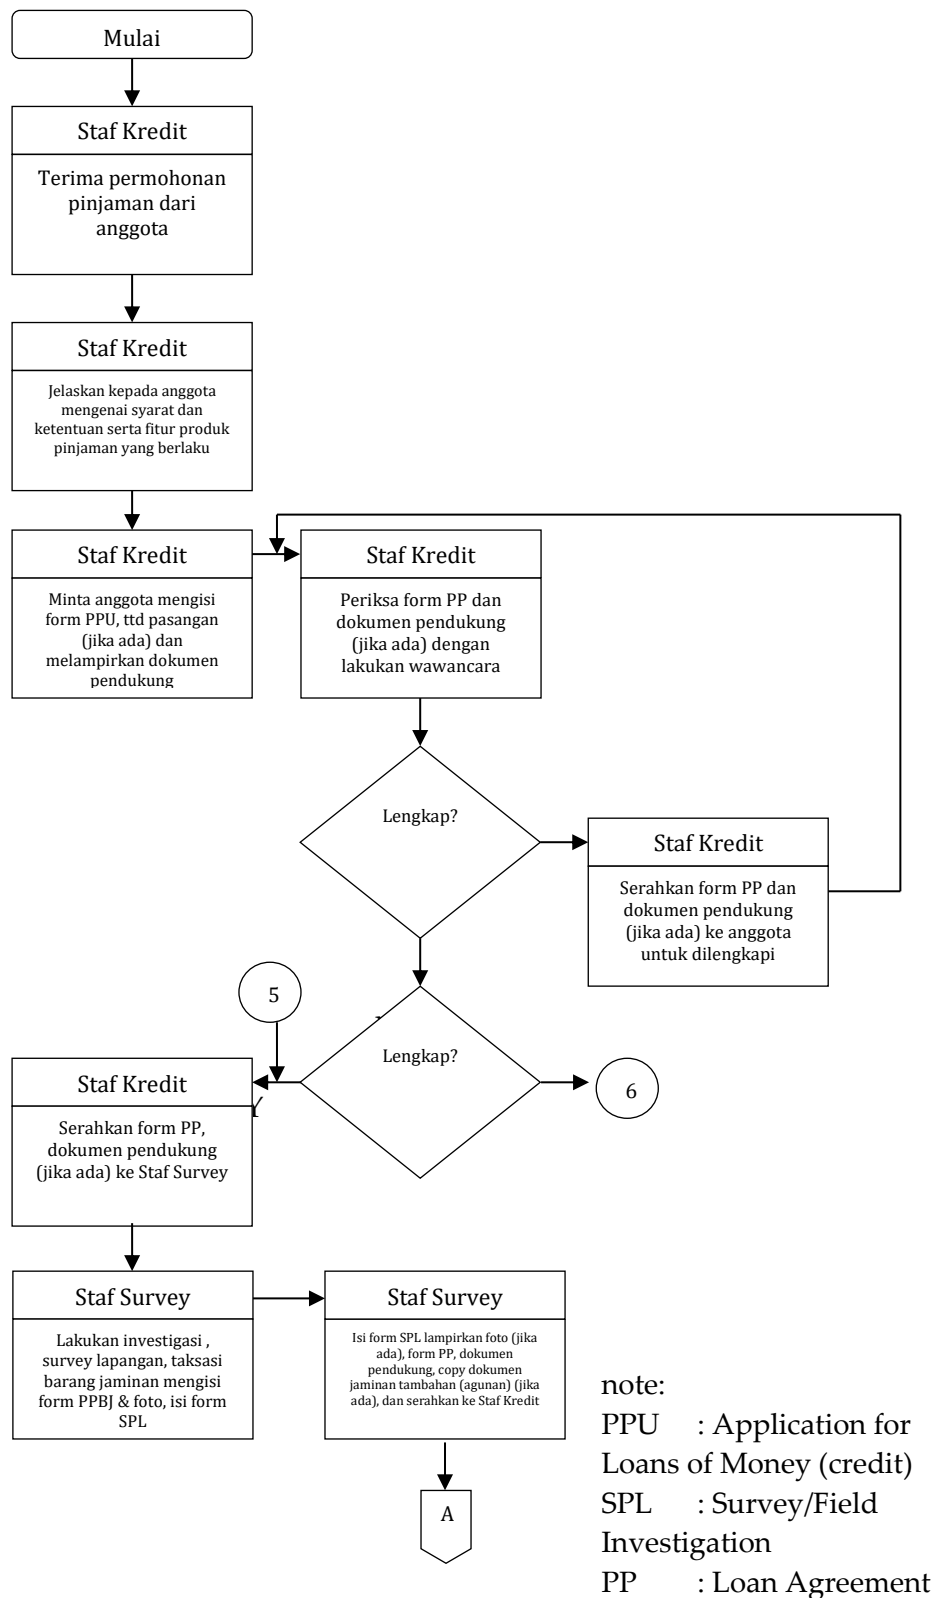 Mulai
Staf Kredit
Terima permohonan
pinjaman dari
anggota
Staf Kredit
Jelaskan kepada anggota
mengenai syarat dan
ketentuan serta fitur produk
pinjaman yang berlaku
Staf Kredit
Minta anggota mengisi
form PPU, ttd pasangan
(jika ada) dan
melampirkan dokumen
pendukung
Staf Kredit
Periksa form PP dan
dokumen pendukung
(jika ada) dengan
lakukan wawancara
Lengkap?
Staf Kredit
Serahkan form PP dan
dokumen pendukung
(jika ada) ke anggota
untuk dilengkapi
5
Lengkap?
6
Staf Kredit
Y
Serahkan form PP,
dokumen pendukung
(jika ada) ke Staf Survey
Staf Survey
Lakukan investigasi ,
survey lapangan, taksasi
barang jaminan mengisi
form PPBJ & foto, isi form
SPL
Staf Survey
Isi form SPL lampirkan foto (jika
ada), form PP, dokumen
pendukung, copy dokumen
jaminan tambahan (agunan) (jika
ada), dan serahkan ke Staf Kredit
A
note:
PPU : Application for
Loans of Money (credit)
SPL : Survey/Field
Investigation
PP : Loan Agreement